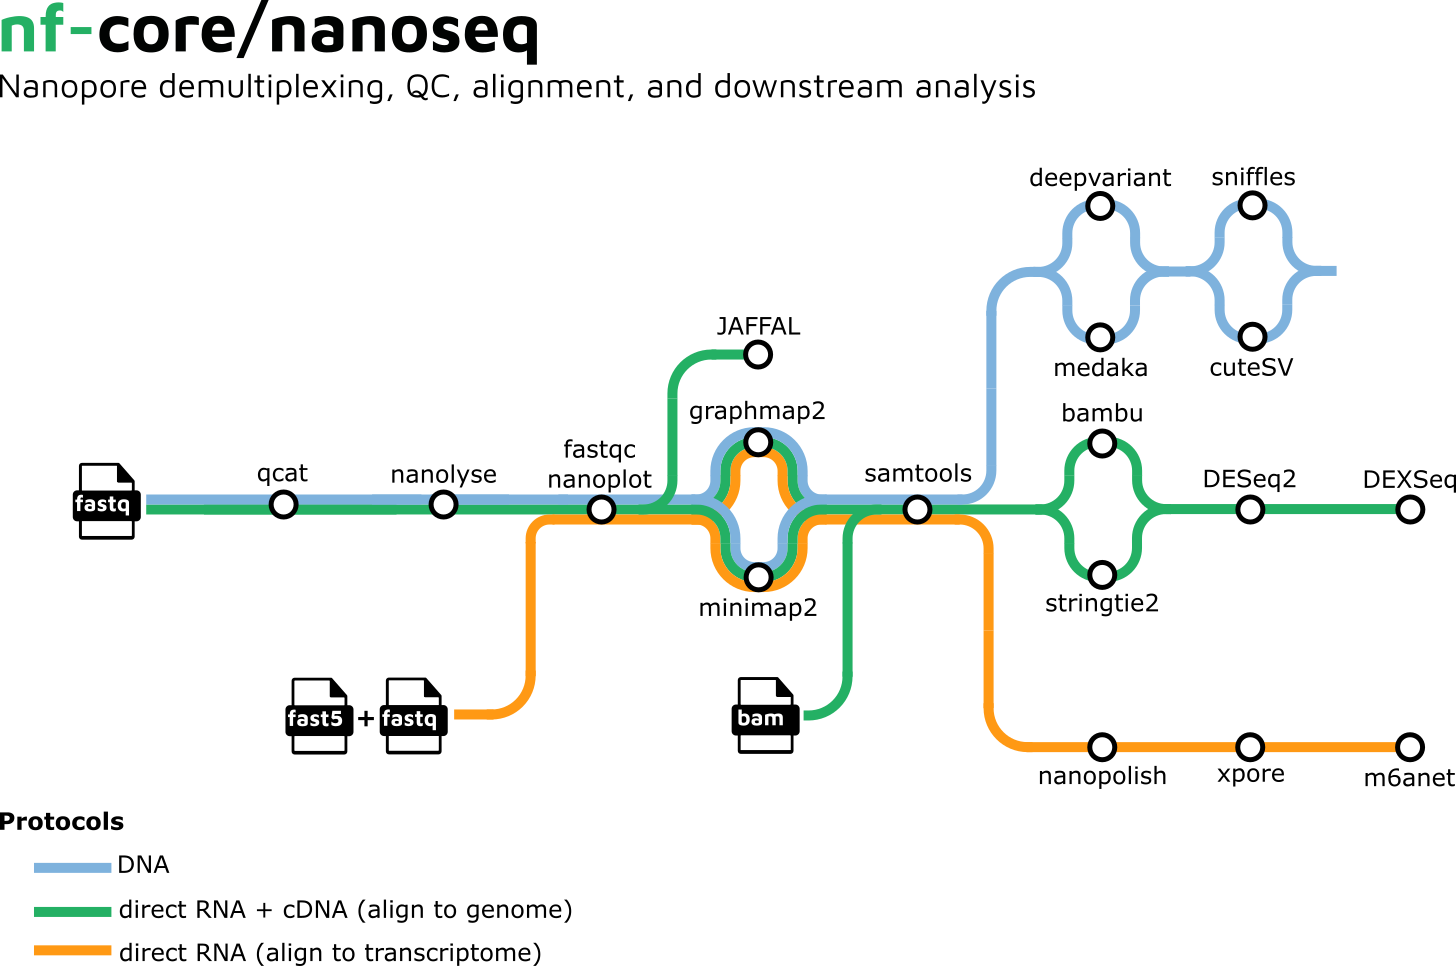 nf-core/nanoseq
Nanopore demultiplexing, QC, alignment, and downstream analysis
deepvariant
sniffles
medaka
cuteSV
JAFFAL
graphmap2
bambu
fastqc
nanoplot
qcat
nanolyse
samtools
DESeq2
DEXSeq
fastq
minimap2
stringtie2
fast5 + fastq
bam
nanopolish
xpore
m6anet
Protocols
DNA
direct RNA + cDNA (align to genome)
direct RNA (align to transcriptome)